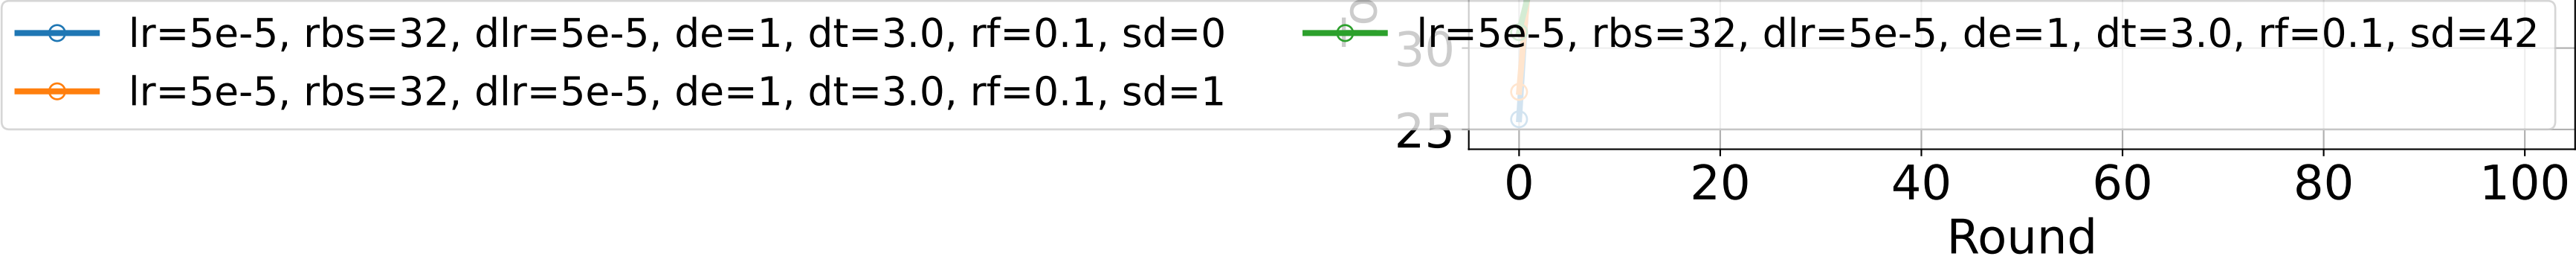 lr=5e-5, rbs=32, dlr=5e-5, de=1, dt=3.0, rf=0.1, sd=0
lr=5e-5, rbs=32, dlr=5e-5, de=1, dt=3.0, rf=0.1, sd=1
lr=5e-5, rbs=32, dlr=5e-5, de=1, dt=3.0, rf=0.1, sd=42
30
25
0 20 40 60 80 100
Round